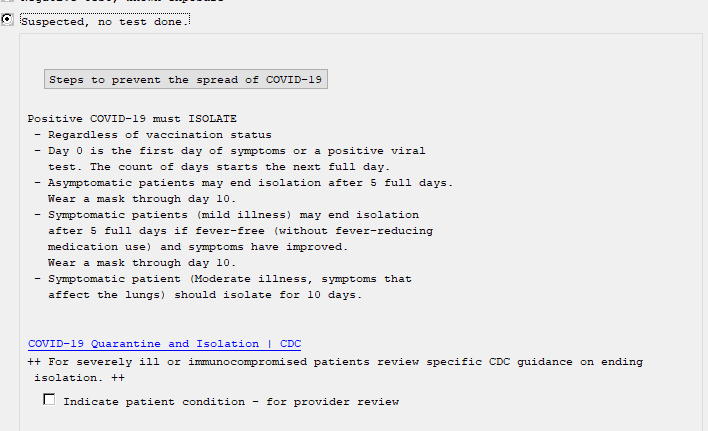 Suspected, no test done.
Steps to prevent the spread of COVID-19
Positive COVID-19 must ISOLATE
- Regardless of vaccination status
- Day 0 is the first day of symptoms or a positive viral
test. The count of days starts the next full day.
- Asymptomatic patients may end isolation after 5 full days.
Wear a mask through day 10.
- Symptomatic patients (mild illness) may end isolation
after 5 full days if fever-free (without fever-reducing
medication use) and symptoms have improved.
Wear a mask through day 10.
- Symptomatic patient (Moderate illness, symptoms that
affect the lungs) should isolate for 10 days.
COVID-19 Quarantine and Isolation | CDC
++ For severely ill or immunocompromised patients review specific CDC guidance on ending
isolation. ++
Indicate patient condition - for provider review